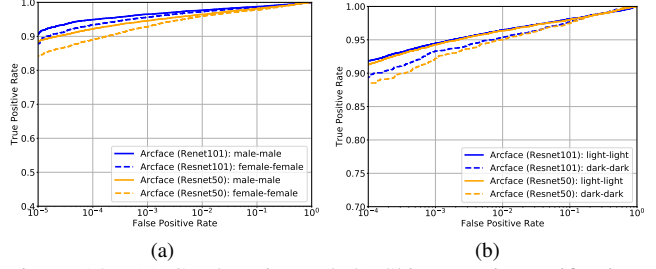 1.0
0.9
0.8
0.7
0.6
0.5
0.4
True Positive Rate
Arcface (Renet101): male-male
Arcface (Resnet101): female-female
Arcface (Resnet50): male-male
Arcface (Resnet50): female-female
10⁻⁵ 10⁻⁴ 10⁻³ 10⁻² 10⁻¹ 10⁰
False Positive Rate
(a)
1.00
0.95
0.90
0.85
0.80
0.75
0.70
True Positive Rate
Arcface (Resnet101): light-light
Arcface (Resnet101): dark-dark
Arcface (Resnet50): light-light
Arcface (Resnet50): dark-dark
10⁻⁴ 10⁻³ 10⁻² 10⁻¹ 10⁰
False Positive Rate
(b)